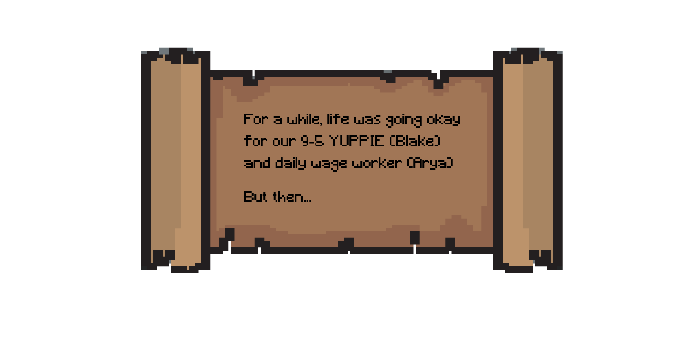 For a while, life was going okay
for our 9-5 YUPPIE (Blake)
and daily wage worker (Arya)
But then...